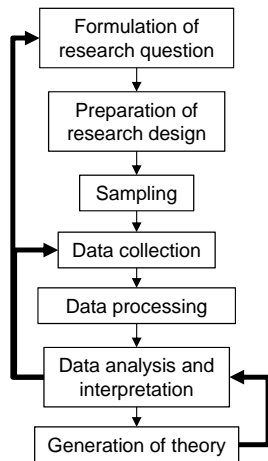 Formulation of
research question
Preparation of
research design
Sampling
Data collection
Data processing
Data analysis and
interpretation
Generation of theory